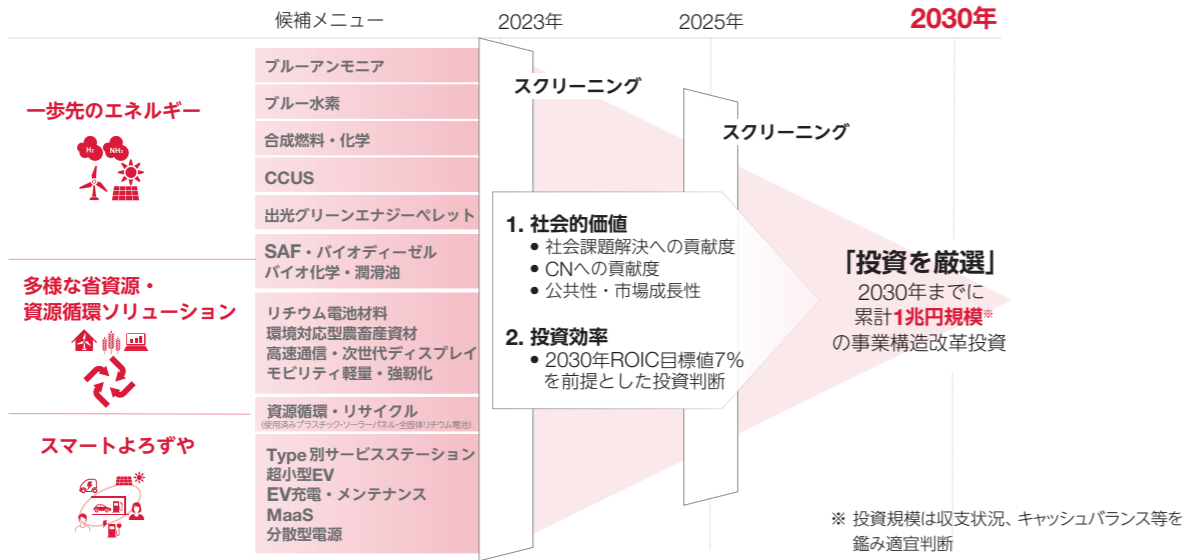 候補メニュー
2023年
2025年
2030年
一歩先のエネルギー
H₂
NH₃
ブルーアンモニア
ブルー水素
合成燃料・化学
CCUS
出光グリーンエナジーペレット
SAF・バイオディーゼル
バイオ化学・潤滑油
多様な省資源・
資源循環ソリューション
リチウム電池材料
環境対応型農畜産資材
高速通信・次世代ディスプレイ
モビリティ軽量・強靭化
資源循環・リサイクル
(使用済みプラスチック・ソーラーパネル・全固体リチウム電池)
スマートよろずや
Type別サービスステーション
超小型EV
EV充電・メンテナンス
MaaS
分散型電源
スクリーニング
スクリーニング
1. 社会的価値
● 社会課題解決への貢献度
● CNへの貢献度
● 公共性・市場成長性
2. 投資効率
● 2030年ROIC目標値7%
を前提とした投資判断
「投資を厳選」
2030年までに
累計1兆円規模※
の事業構造改革投資
※ 投資規模は収支状況、キャッシュバランス等を
鑑み適宜判断